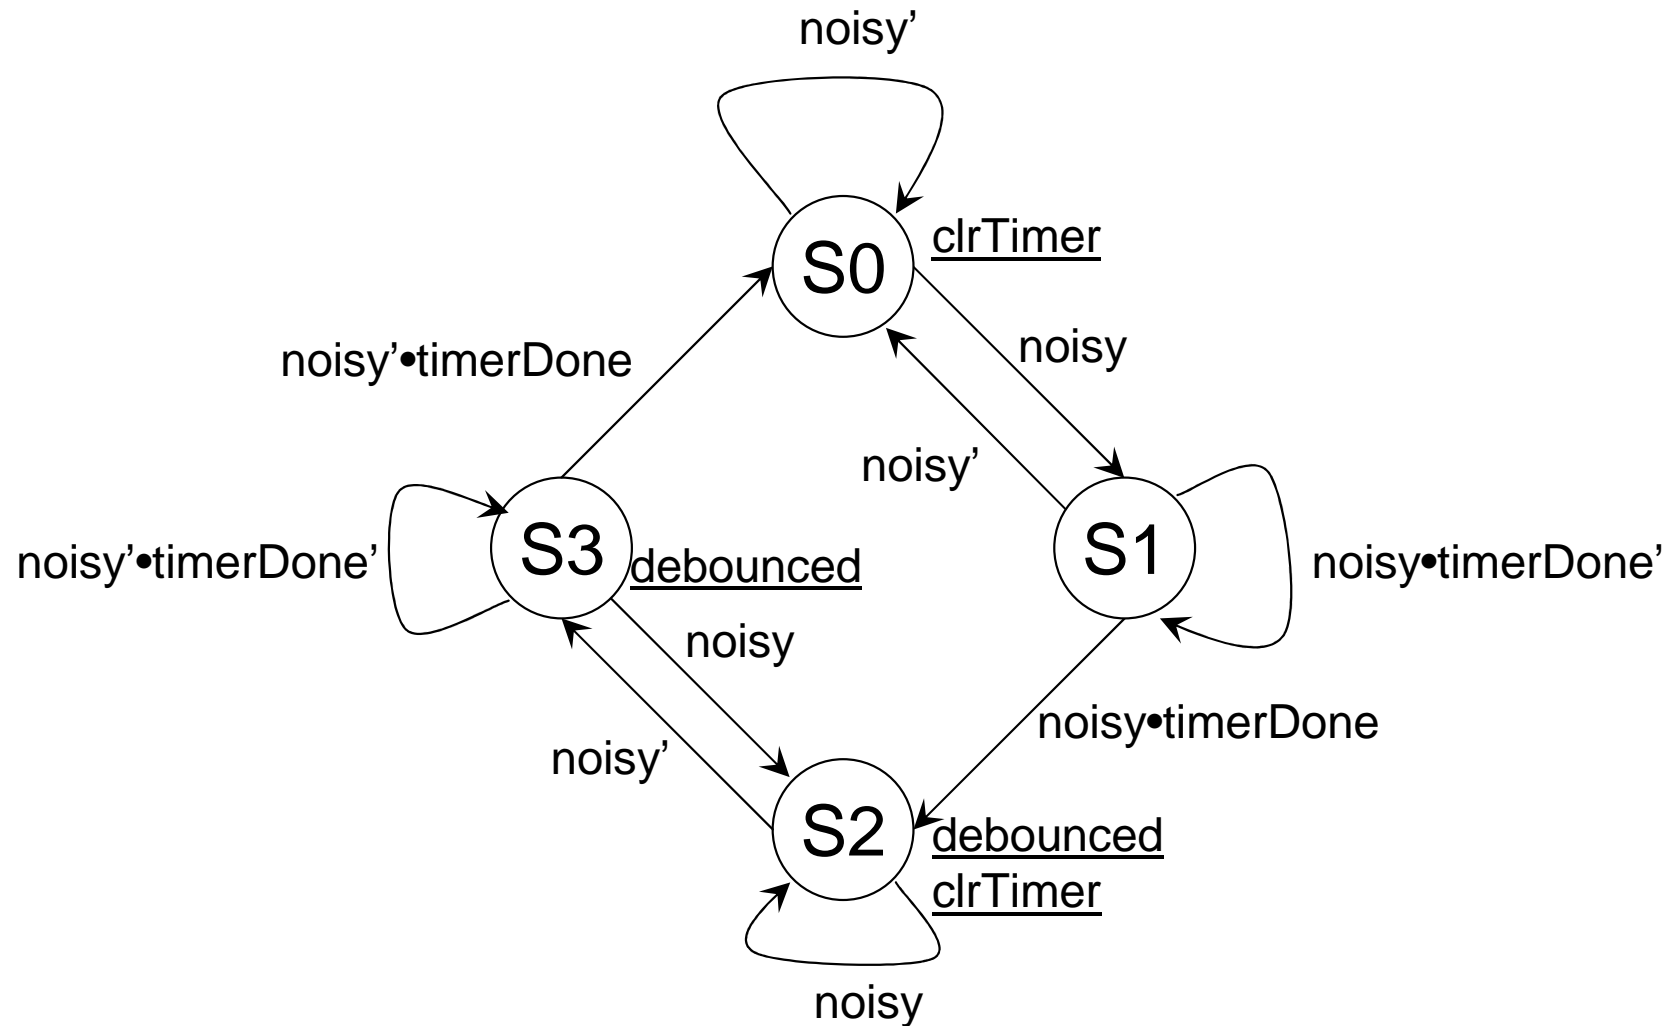 noisy’
S0
clrTimer
noisy’•timerDone
noisy
noisy’
noisy’•timerDone’
S3
debounced
S1
noisy•timerDone’
noisy
noisy’
noisy•timerDone
S2
debounced
clrTimer
noisy